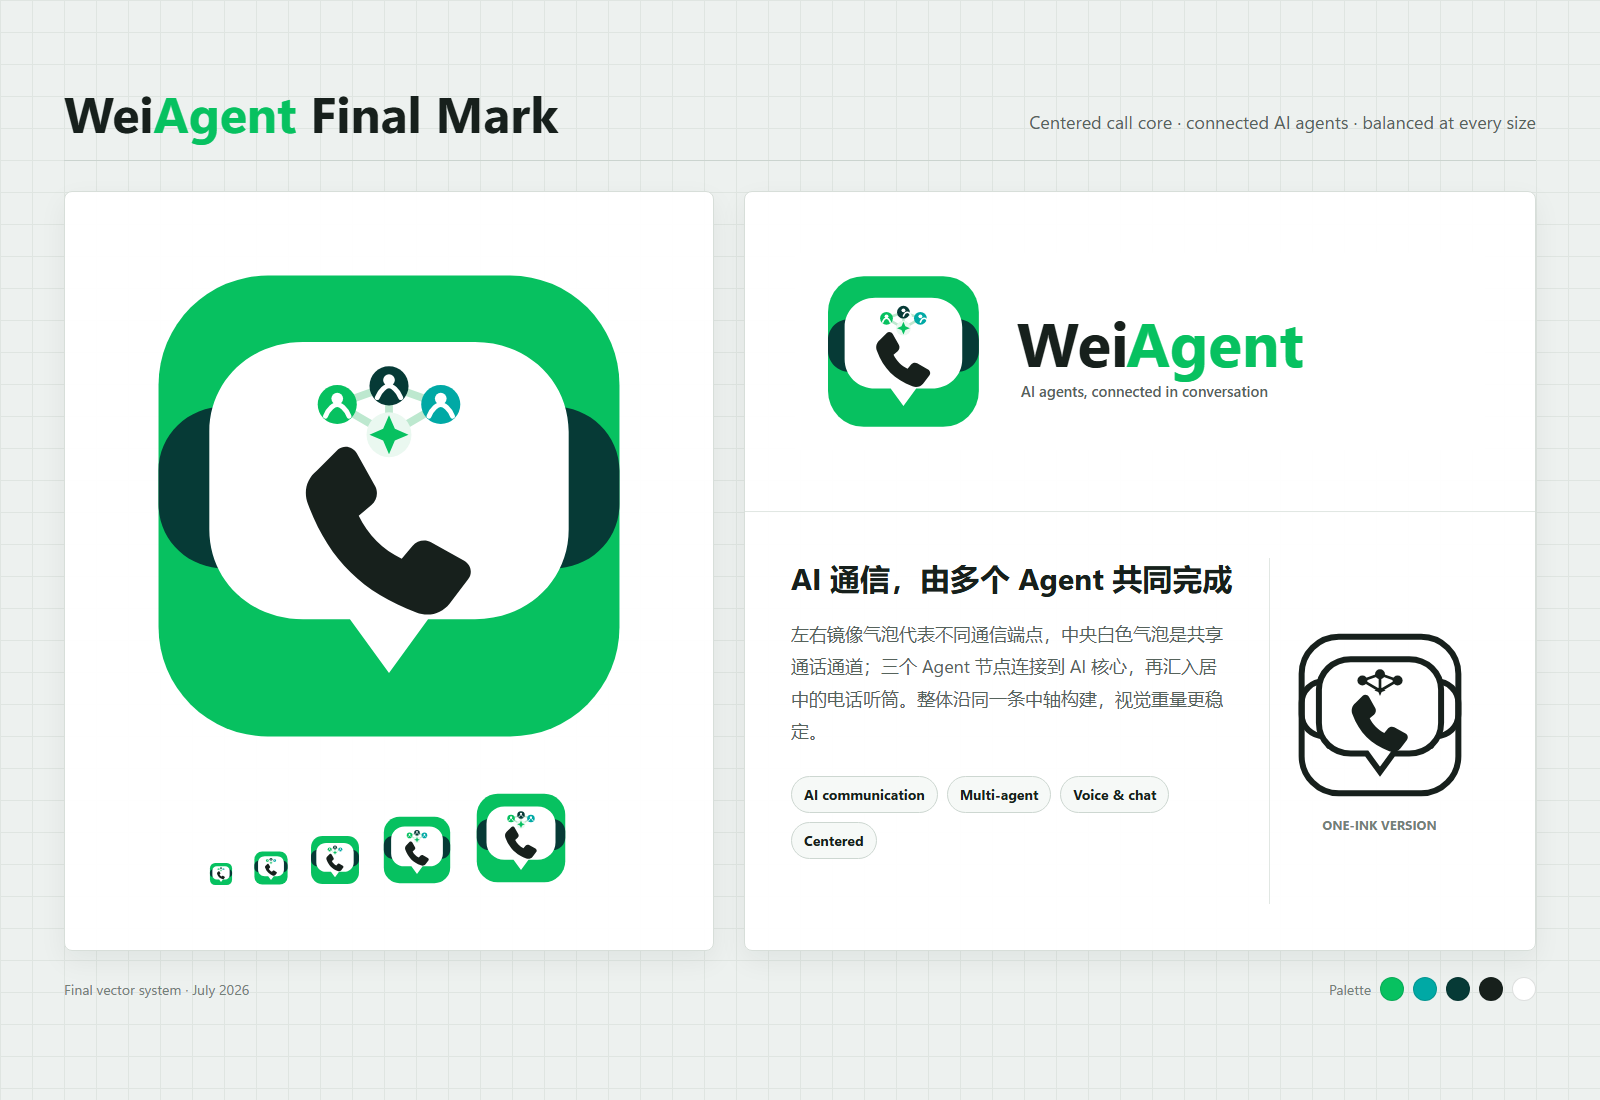 WeiAgent Final Mark
Centered call core · connected AI agents · balanced at every size
WeiAgent
AI agents, connected in conversation
AI 通信，由多个 Agent 共同完成
左右镜像气泡代表不同通信端点，中央白色气泡是共享
通话通道；三个 Agent 节点连接到 AI 核心，再汇入居
中的电话听筒。整体沿同一条中轴构建，视觉重量更稳
定。
AI communication
Multi-agent
Voice & chat
Centered
ONE-INK VERSION
Final vector system · July 2026
Palette